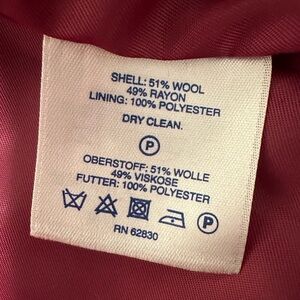 SHELL: 51% WOOL
49% RAYON
LINING: 100% POLYESTER
DRY CLEAN.
P
OBERSTOFF: 51% WOLLE
49% VISKOSE
FUTTER: 100% POLYESTER
P
RN 62830